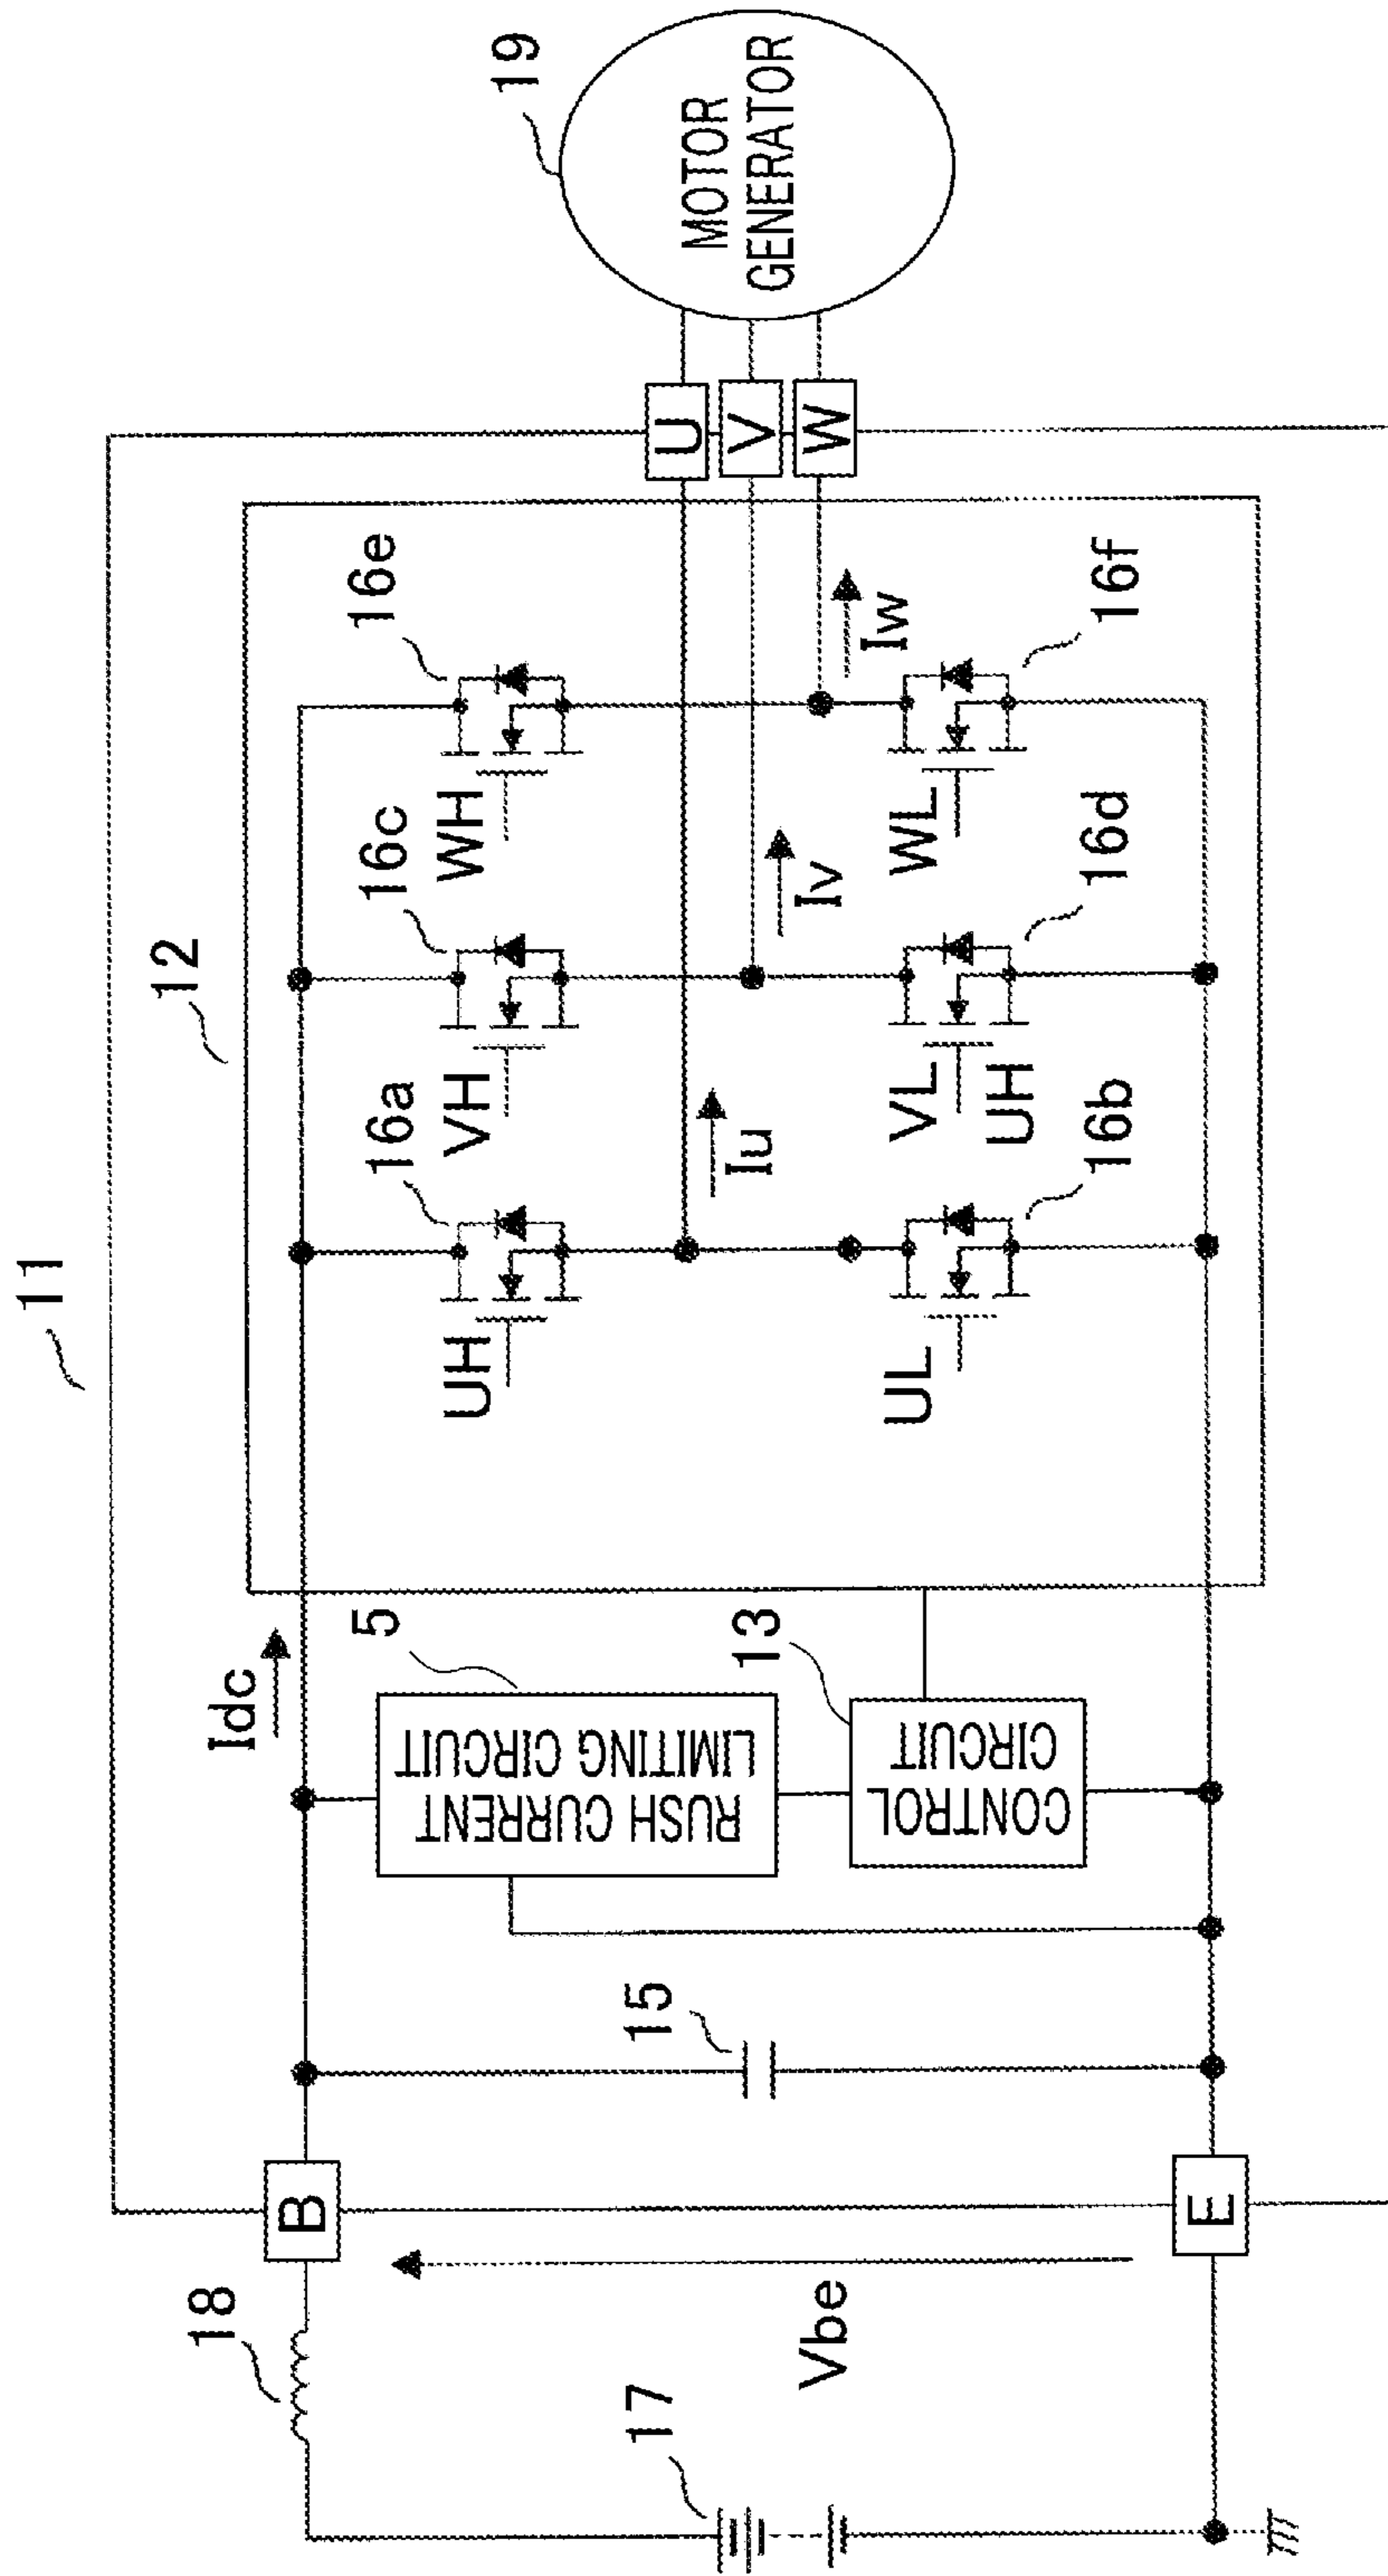 11
12
18
B
17
Vbe
E
15
Idc
5
RUSH CURRENT
LIMITING CIRCUIT
13
CONTROL
CIRCUIT
16a
UH
16c
VH
16e
WH
Iu
Iv
Iw
UL
16b
VL
UH
16d
WL
16f
U
V
W
19
MOTOR
GENERATOR